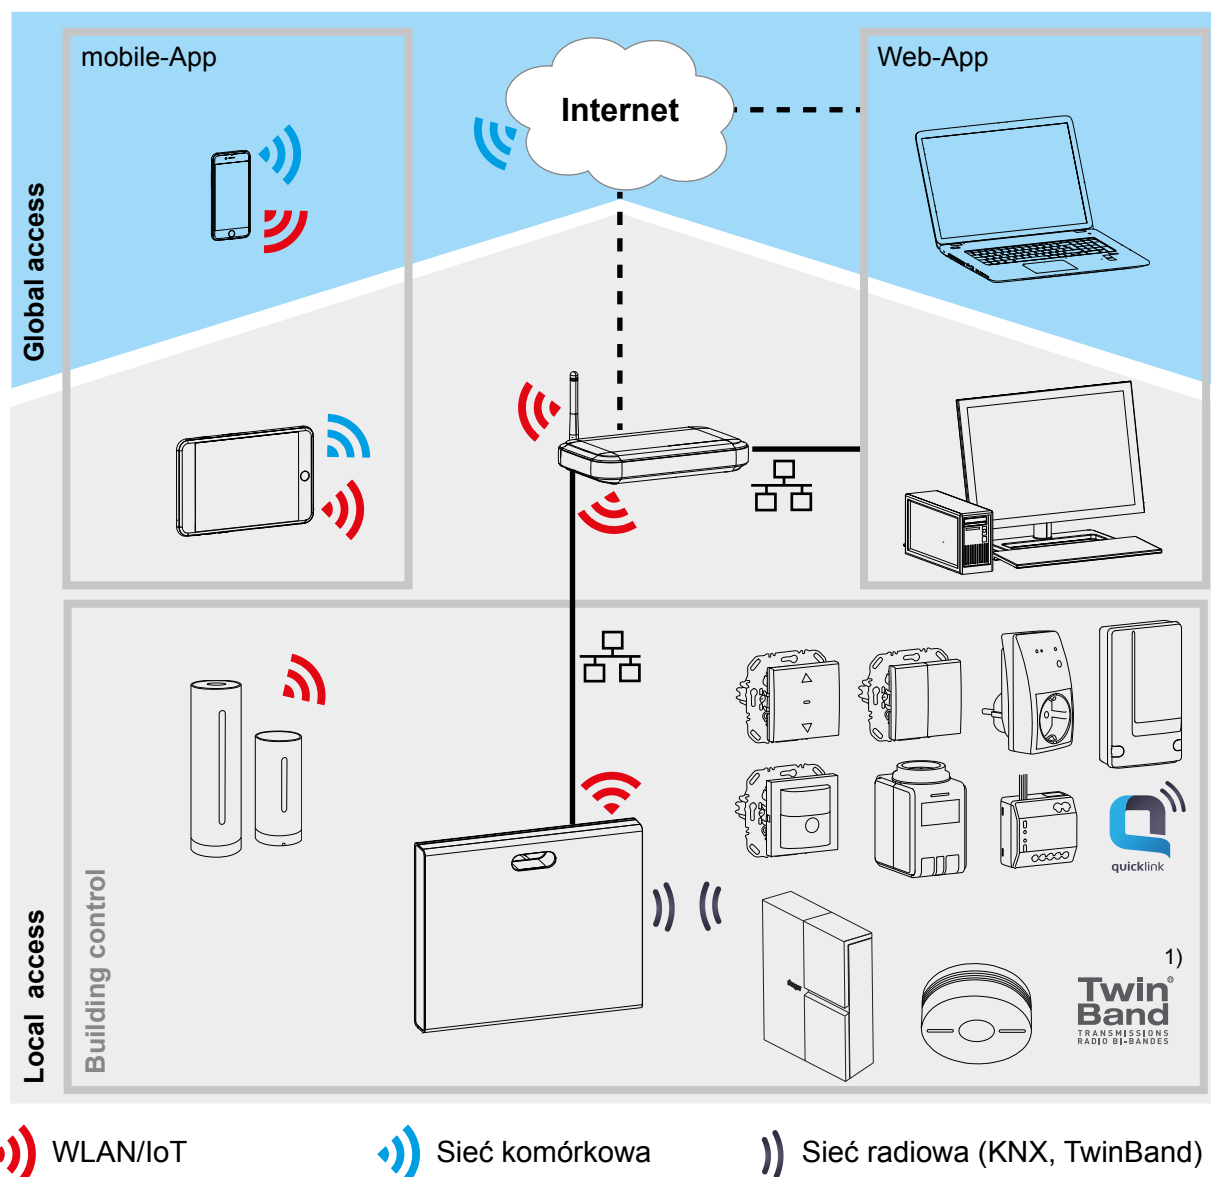 mobile-App
Internet
Web-App
Global access
Local access
Building control
quicklink
1)
Twin®
Band
TRANSMISSIONS
RADIO BI-BANDES
WLAN/IoT
Sieć komórkowa
Sieć radiowa (KNX, TwinBand)